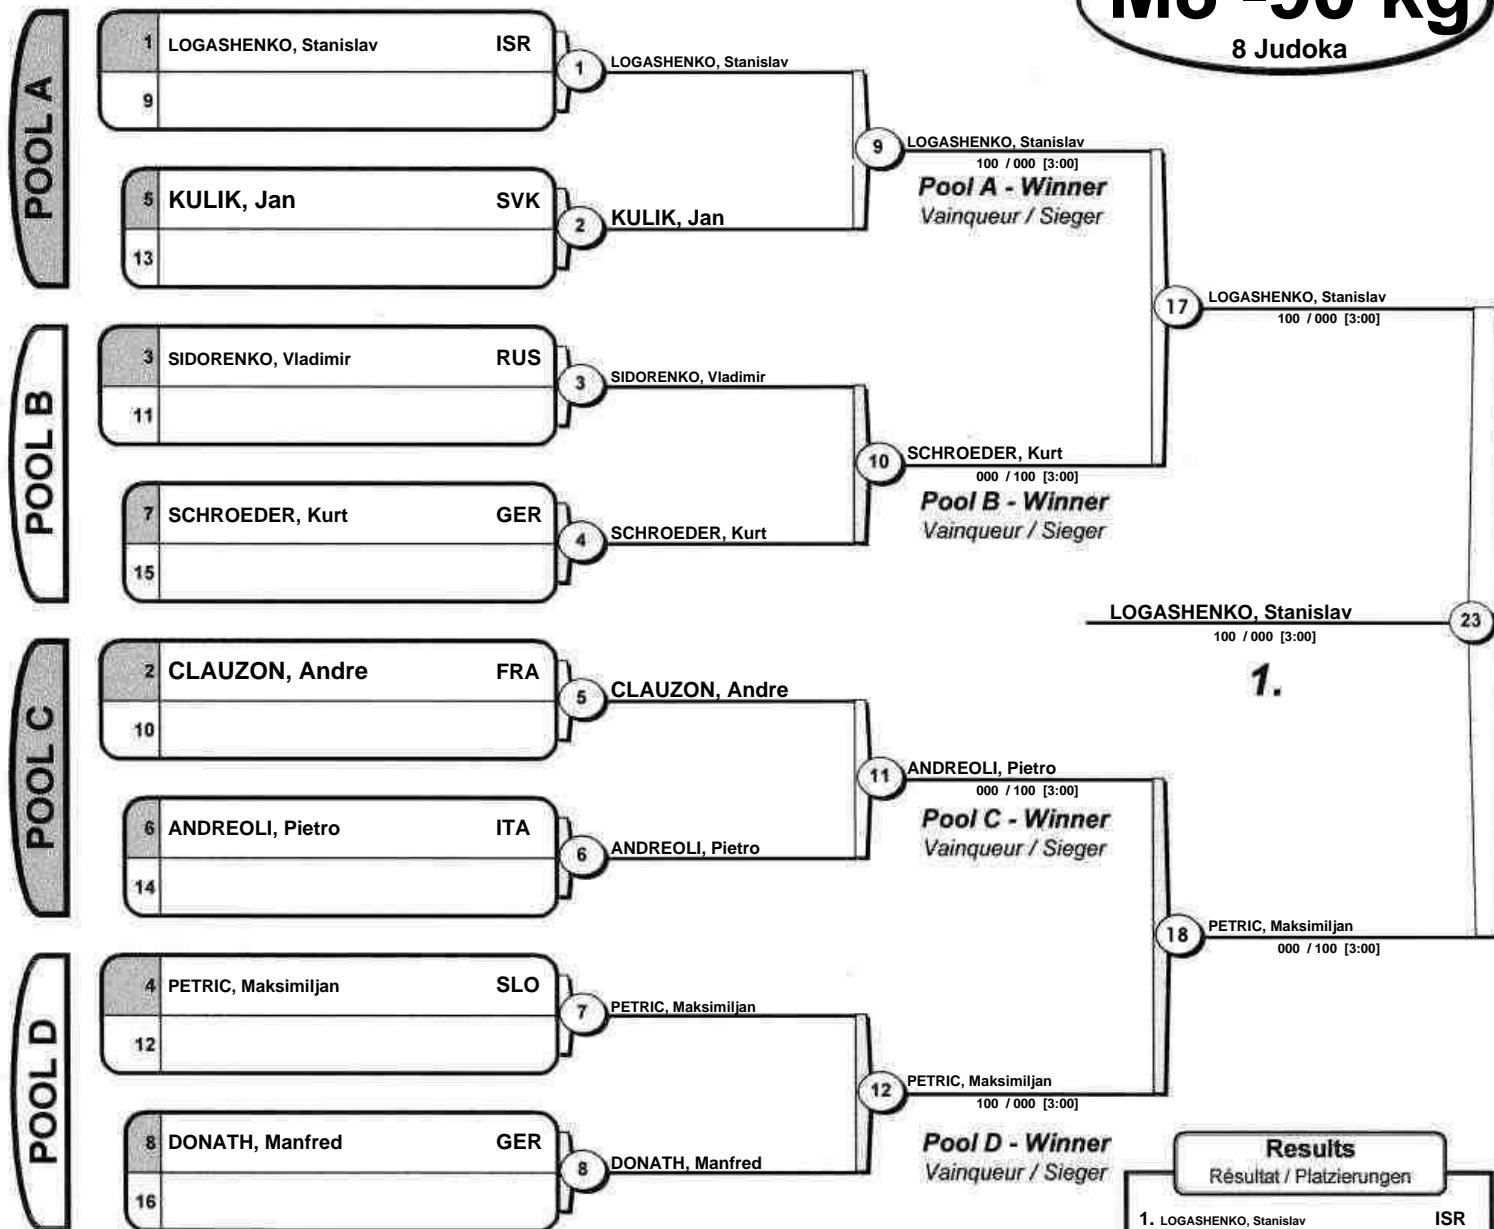 M8 -90 kg
8 Judoka
POOL A
1 LOGASHENKO, Stanislav ISR
9
5 KULIK, Jan SVK
13
1 LOGASHENKO, Stanislav
2 KULIK, Jan
9 LOGASHENKO, Stanislav
100 / 000 [3:00]
Pool A - Winner
Vainqueur / Sieger
POOL B
3 SIDORENKO, Vladimir RUS
11
7 SCHROEDER, Kurt GER
15
3 SIDORENKO, Vladimir
4 SCHROEDER, Kurt
10 SCHROEDER, Kurt
000 / 100 [3:00]
Pool B - Winner
Vainqueur / Sieger
17 LOGASHENKO, Stanislav
100 / 000 [3:00]
LOGASHENKO, Stanislav 23
100 / 000 [3:00]
1.
POOL C
2 CLAUZON, Andre FRA
10
6 ANDREOLI, Pietro ITA
14
5 CLAUZON, Andre
6 ANDREOLI, Pietro
11 ANDREOLI, Pietro
000 / 100 [3:00]
Pool C - Winner
Vainqueur / Sieger
POOL D
4 PETRIC, Maksimiljan SLO
12
8 DONATH, Manfred GER
16
7 PETRIC, Maksimiljan
8 DONATH, Manfred
12 PETRIC, Maksimiljan
100 / 000 [3:00]
Pool D - Winner
Vainqueur / Sieger
18 PETRIC, Maksimiljan
000 / 100 [3:00]
Results
Résultat / Platzierungen
1. LOGASHENKO, Stanislav ISR